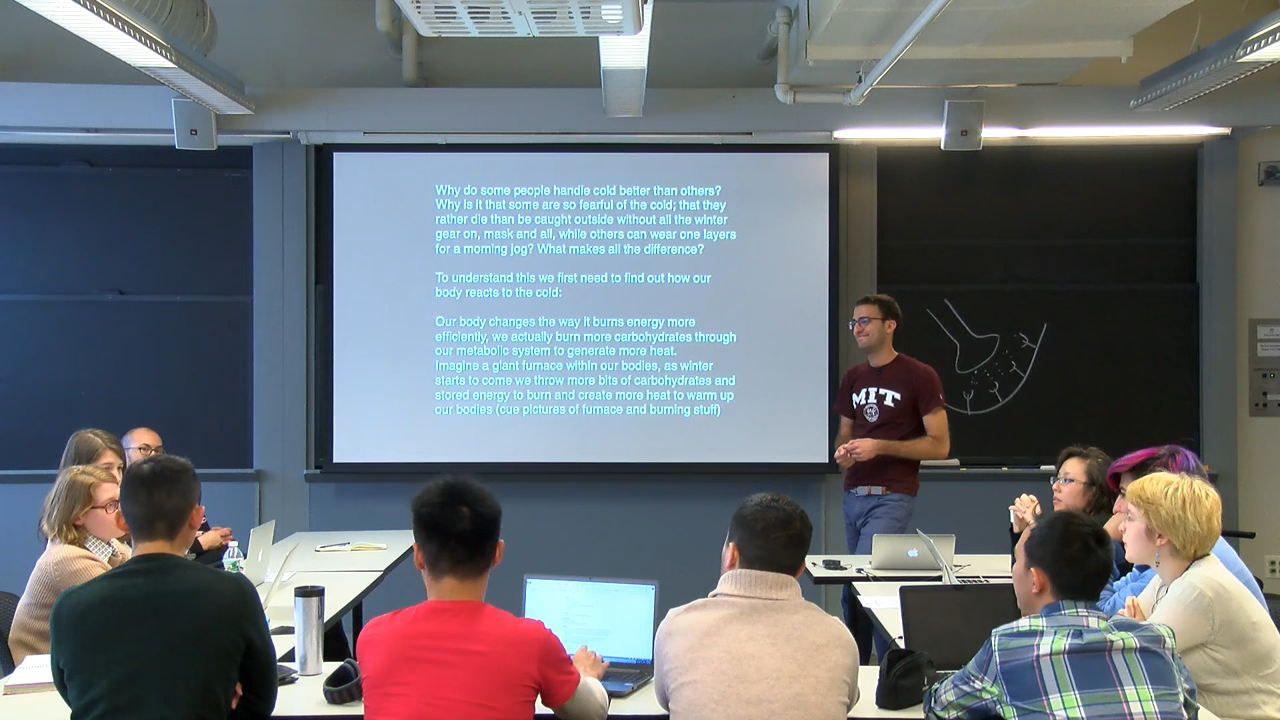 Why do some people handle cold better than others?
Why is it that some are so fearful of the cold; that they
rather die than be caught outside without all the winter
gear on, mask and all, while others can wear one layers
for a morning jog? What makes all the difference?
To understand this we first need to find out how our
body reacts to the cold:
Our body changes the way it burns energy more
efficiently, we actually burn more carbohydrates through
our metabolic system to generate more heat.
Imagine a giant furnace within our bodies, as winter
starts to come we throw more bits of carbohydrates and
stored energy to burn and create more heat to warm up
our bodies (cue pictures of furnace and burning stuff)
MIT